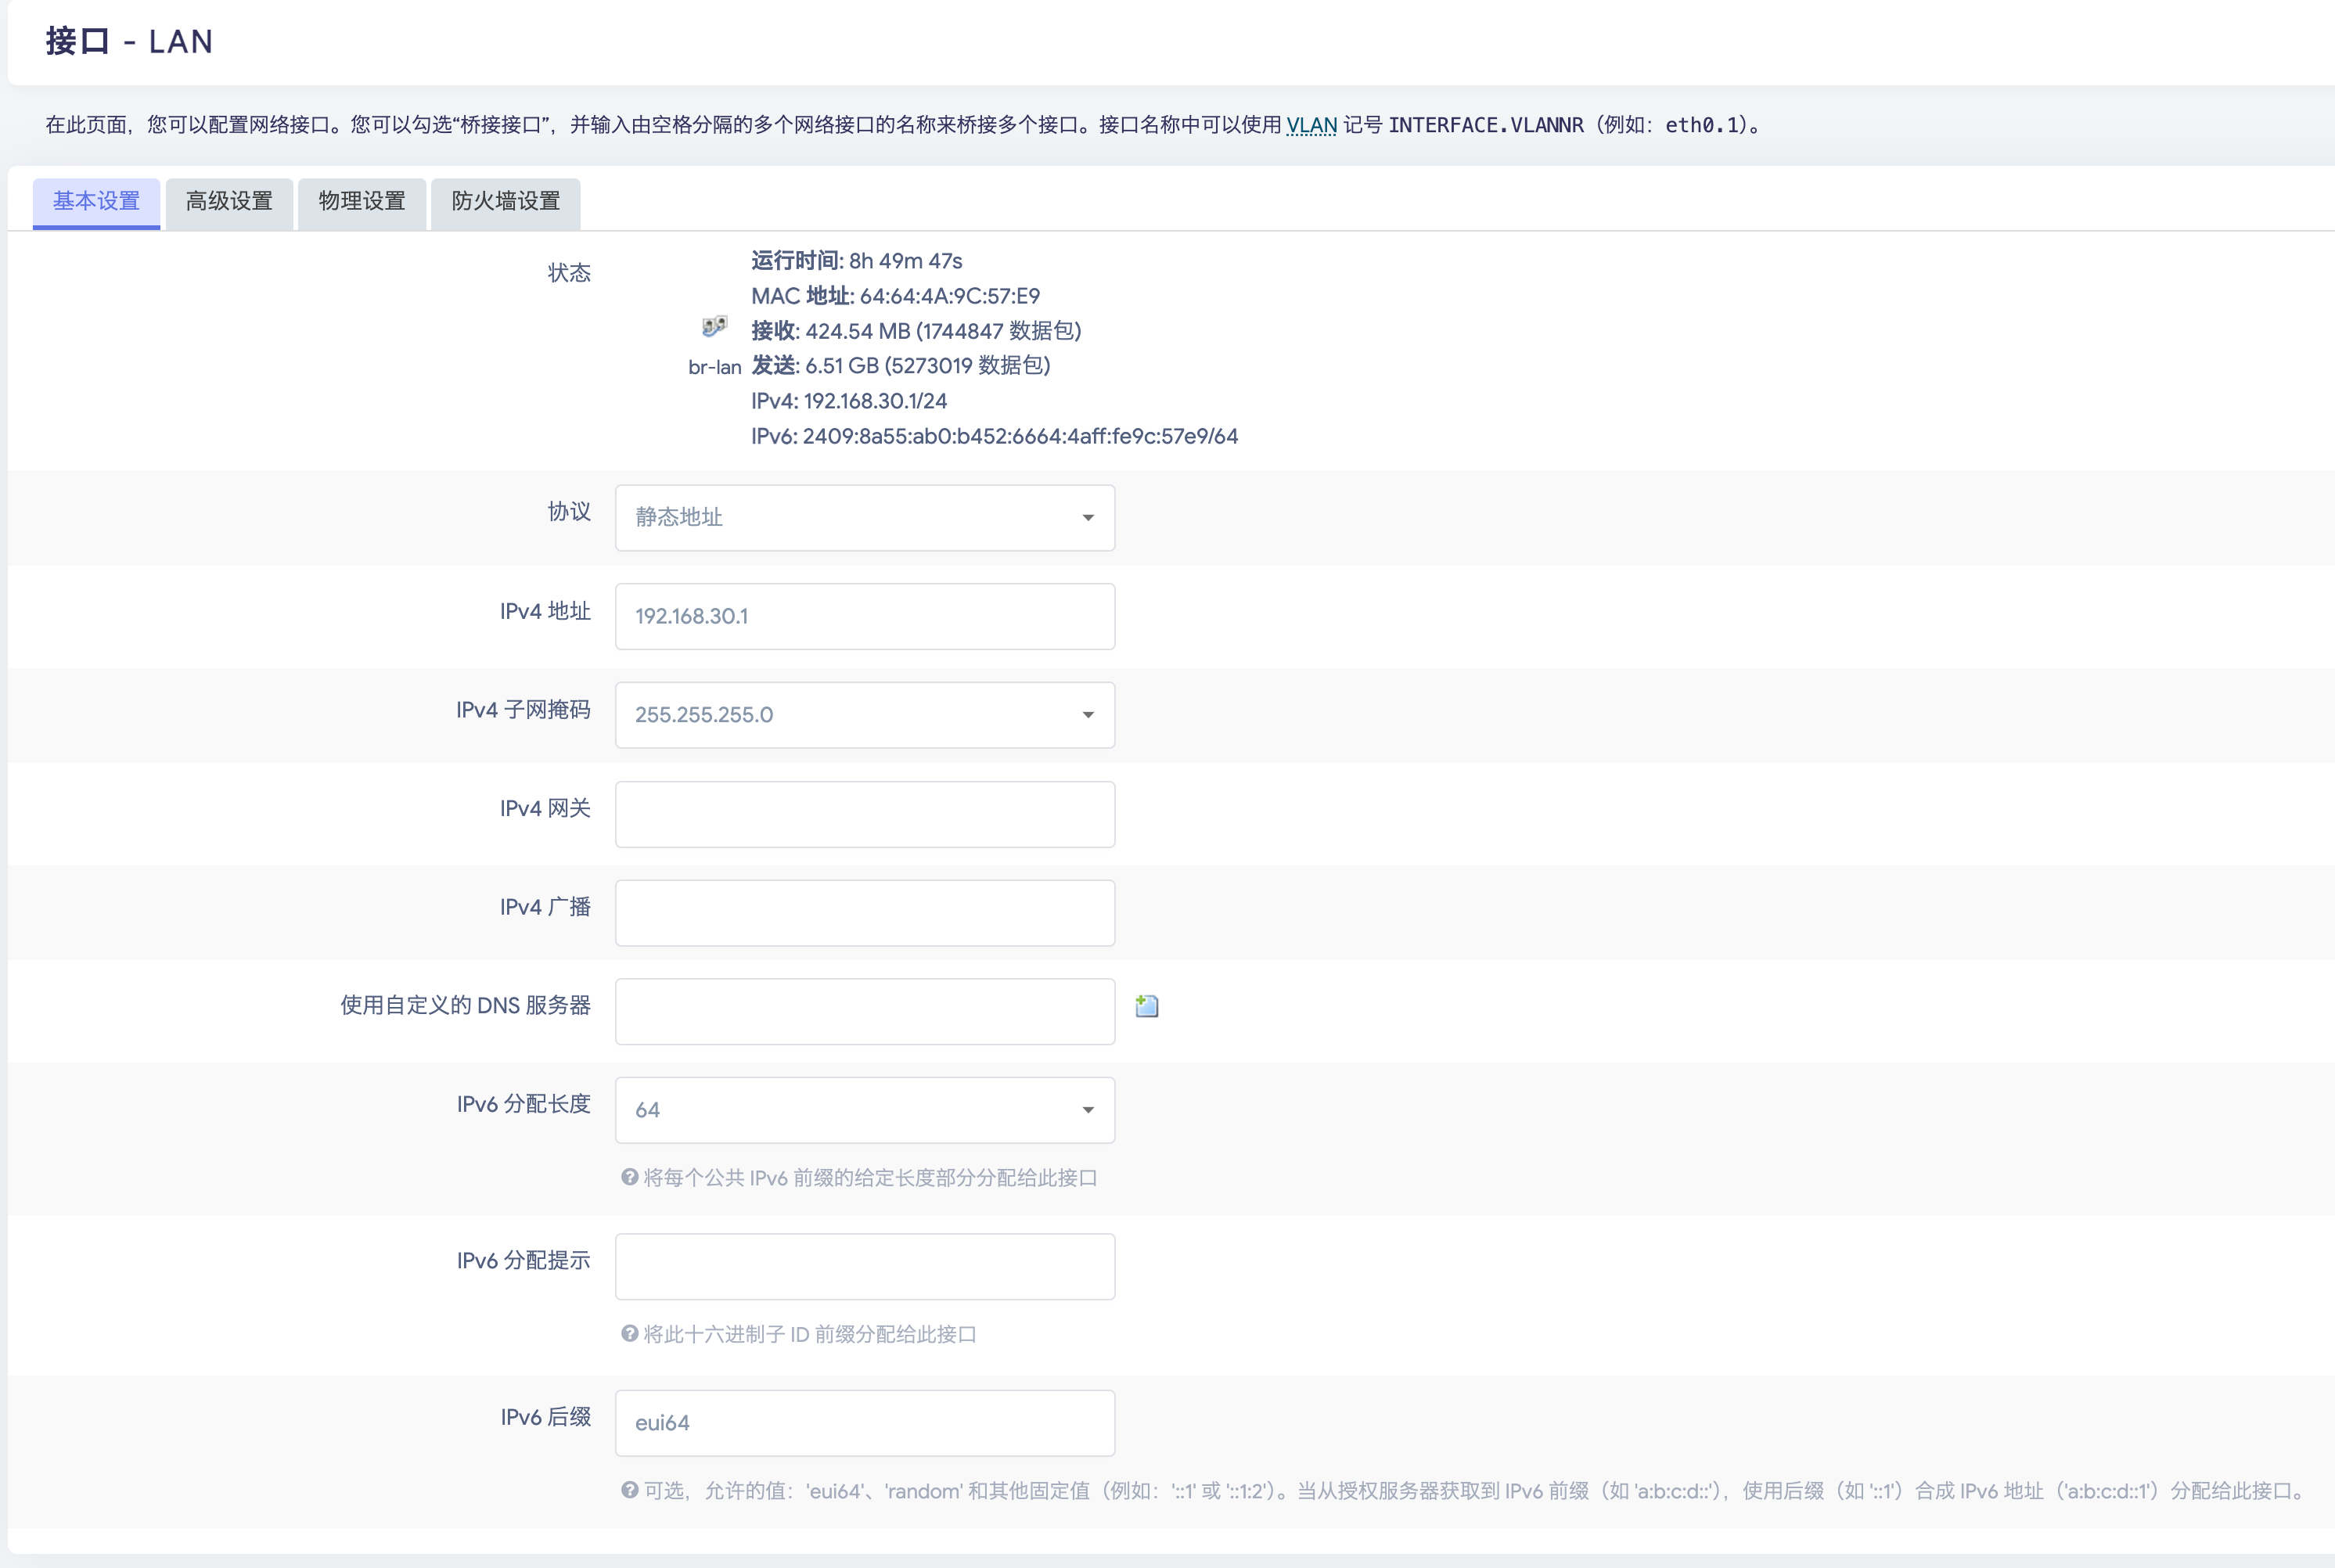 接口 - LAN
在此页面，您可以配置网络接口。您可以勾选“桥接接口”，并输入由空格分隔的多个网络接口的名称来桥接多个接口。接口名称中可以使用 VLAN 记号 INTERFACE.VLANNR（例如：eth0.1）。
基本设置 高级设置 物理设置 防火墙设置
状态
br-lan
运行时间: 8h 49m 47s
MAC 地址: 64:64:4A:9C:57:E9
接收: 424.54 MB (1744847 数据包)
发送: 6.51 GB (5273019 数据包)
IPv4: 192.168.30.1/24
IPv6: 2409:8a55:ab0:b452:6664:4aff:fe9c:57e9/64
协议 静态地址
IPv4 地址 192.168.30.1
IPv4 子网掩码 255.255.255.0
IPv4 网关
IPv4 广播
使用自定义的 DNS 服务器
IPv6 分配长度 64
将每个公共 IPv6 前缀的给定长度部分分配给此接口
IPv6 分配提示
将此十六进制子 ID 前缀分配给此接口
IPv6 后缀 eui64
可选，允许的值：'eui64'、'random' 和其他固定值（例如：'::1' 或 '::1:2'）。当从授权服务器获取到 IPv6 前缀（如 'a:b:c:d::'），使用后缀（如 '::1'）合成 IPv6 地址（'a:b:c:d::1'）分配给此接口。